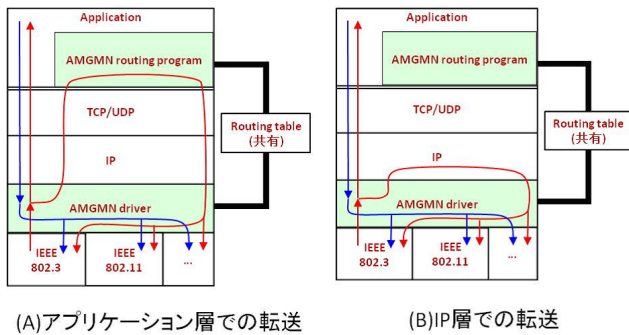 Application
AMGMN routing program
TCP/UDP
IP
AMGMN driver
IEEE
802.3
IEEE
802.11
...
Routing table
(共有)
(A)アプリケーション層での転送
Application
AMGMN routing program
TCP/UDP
IP
AMGMN driver
IEEE
802.3
IEEE
802.11
...
Routing table
(共有)
(B)IP層での転送